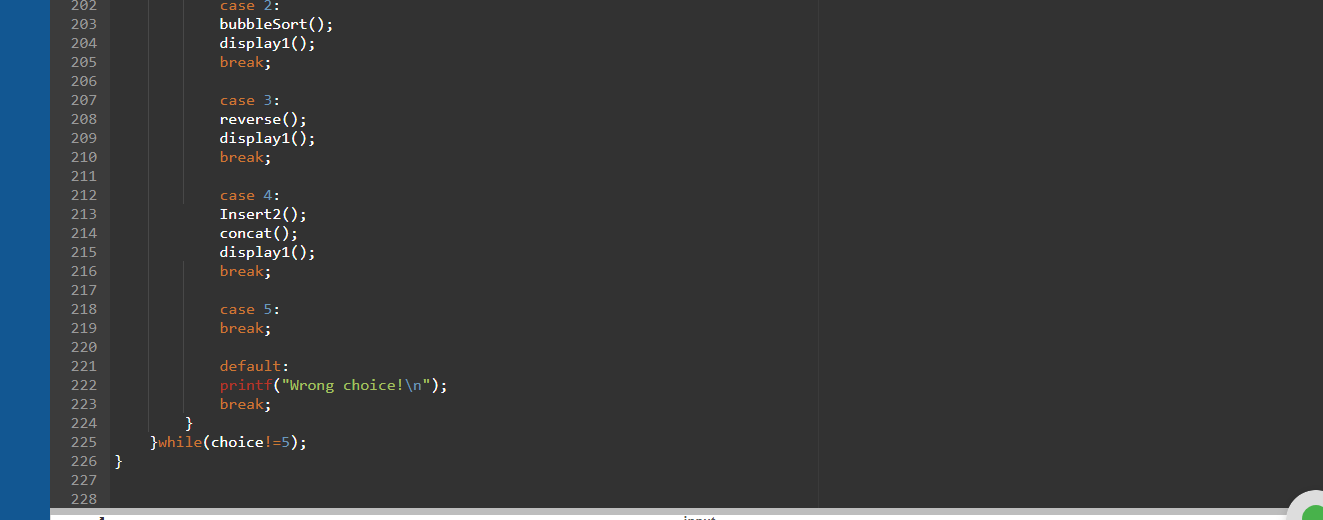 202 case 2:
203 bubbleSort();
204 display1();
205 break;
206
207 case 3:
208 reverse();
209 display1();
210 break;
211
212 case 4:
213 Insert2();
214 concat();
215 display1();
216 break;
217
218 case 5:
219 break;
220
221 default:
222 printf("Wrong choice!\n");
223 break;
224 }
225 }while(choice!=5);
226 }
227
228